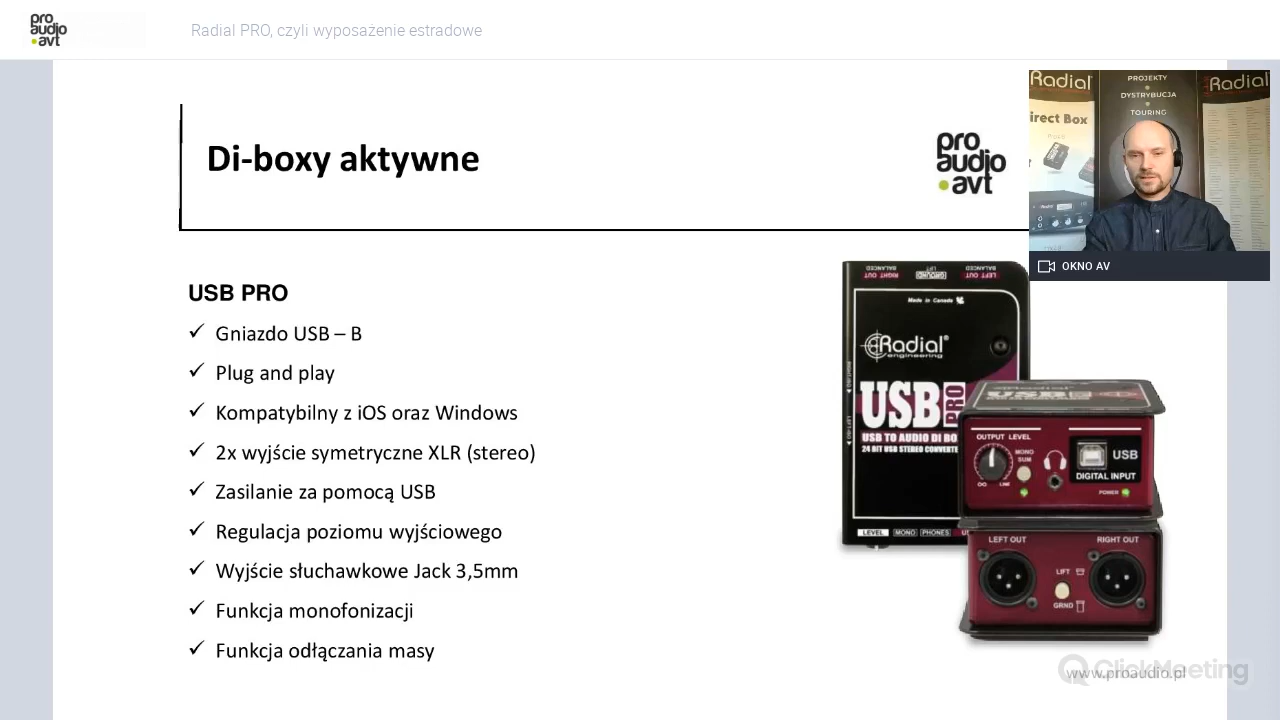 pro
audio
avt
Radial PRO, czyli wyposażenie estradowe
Di-boxy aktywne
pro
audio
avt
Radial
PROJEKTY
DYSTRYBUCJA
TOURING
Radial
irect Box
OKNO AV
USB PRO
Gniazdo USB – B
Plug and play
Kompatybilny z iOS oraz Windows
2x wyjście symetryczne XLR (stereo)
Zasilanie za pomocą USB
Regulacja poziomu wyjściowego
Wyjście słuchawkowe Jack 3,5mm
Funkcja monofonizacji
Funkcja odłączania masy
BALANCED
RIGHT OUT
GROUND
LIFT
BALANCED
LEFT OUT
Made in Canada
Radial®
engineering
USB PRO
USB TO AUDIO DI BO
24 BIT USB STEREO CONVERTE
LEVEL MONO PHONES
OUTPUT LEVEL
MONO
SUM
USB
DIGITAL INPUT
LINE
POWER
LEFT OUT
RIGHT OUT
LIFT
GRND
ClickMeeting
www.proaudio.pl